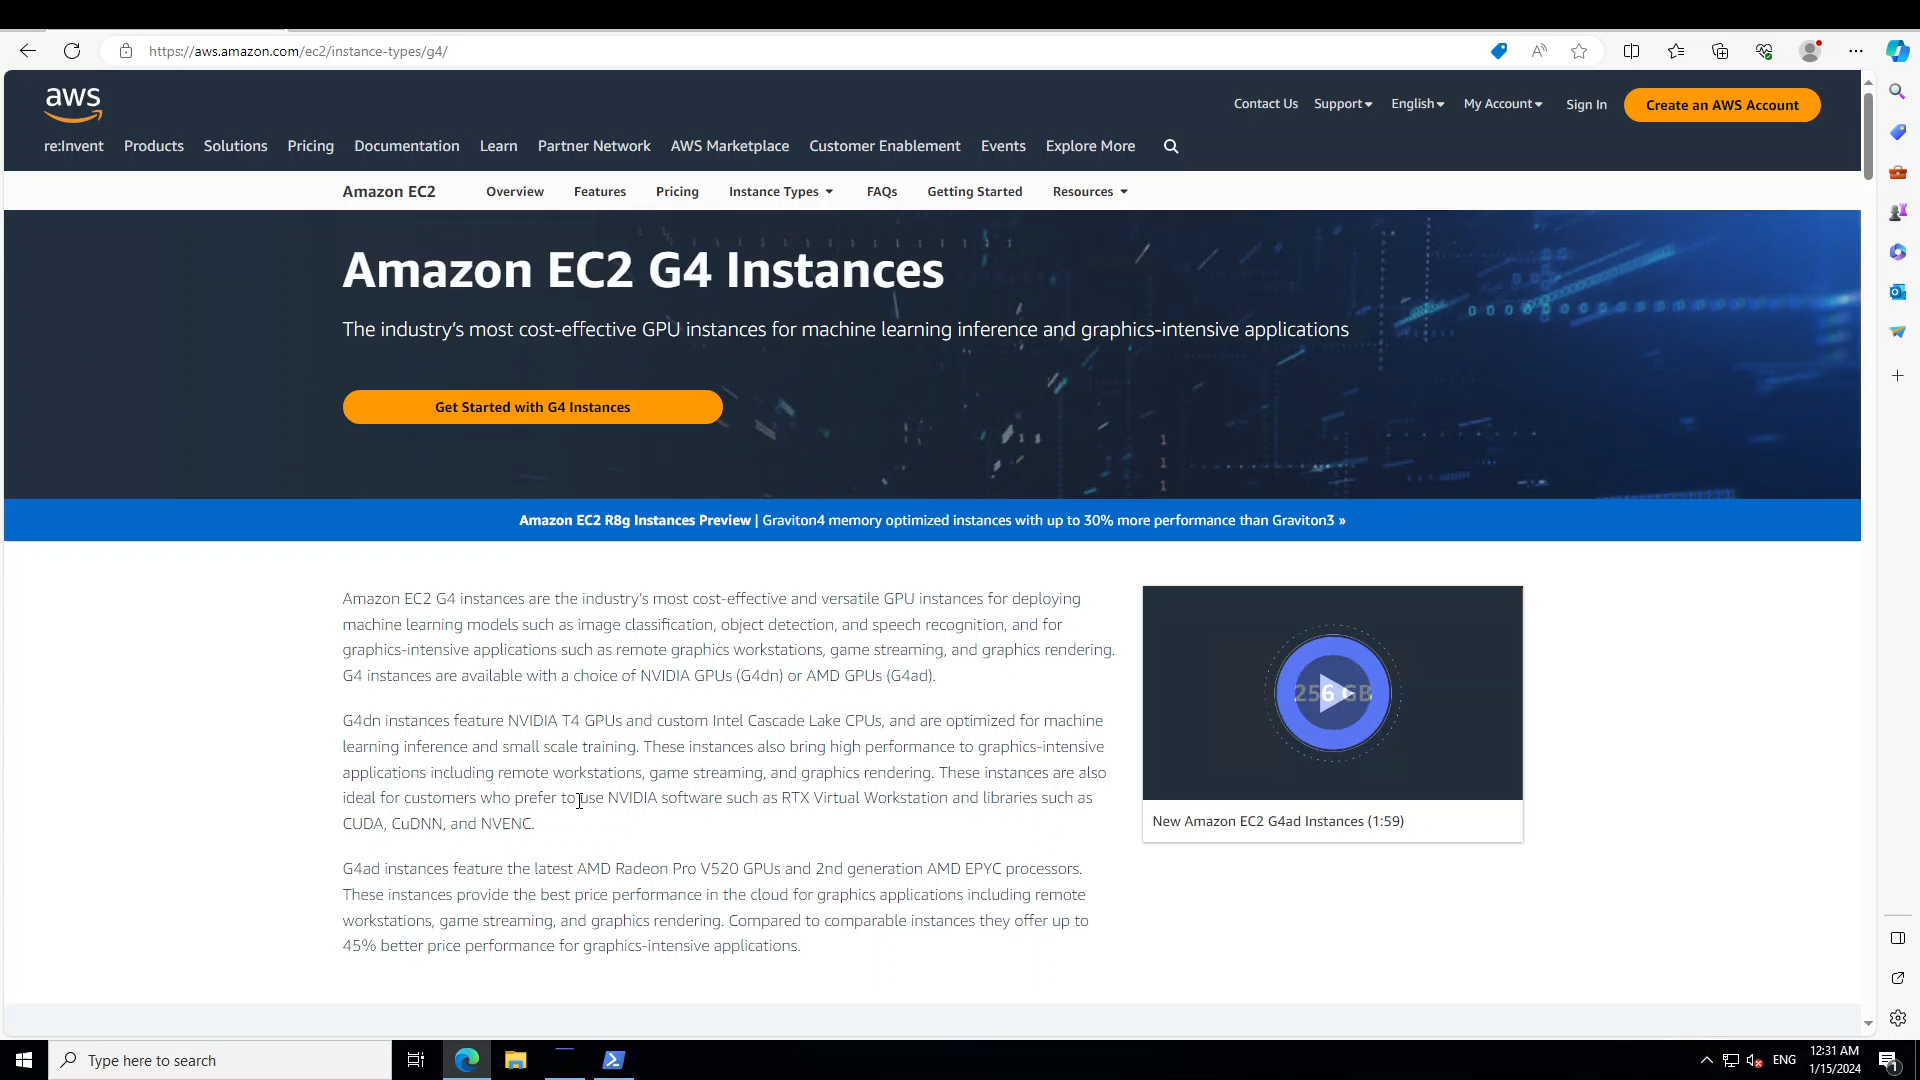 https://aws.amazon.com/ec2/instance-types/g4/
aws
Contact Us Support English My Account Sign In Create an AWS Account
re:Invent Products Solutions Pricing Documentation Learn Partner Network AWS Marketplace Customer Enablement Events Explore More
Amazon EC2 Overview Features Pricing Instance Types FAQs Getting Started Resources
Amazon EC2 G4 Instances
The industry’s most cost-effective GPU instances for machine learning inference and graphics-intensive applications
Get Started with G4 Instances
Amazon EC2 R8g Instances Preview | Graviton4 memory optimized instances with up to 30% more performance than Graviton3 »
Amazon EC2 G4 instances are the industry’s most cost-effective and versatile GPU instances for deploying
machine learning models such as image classification, object detection, and speech recognition, and for
graphics-intensive applications such as remote graphics workstations, game streaming, and graphics rendering.
G4 instances are available with a choice of NVIDIA GPUs (G4dn) or AMD GPUs (G4ad).
G4dn instances feature NVIDIA T4 GPUs and custom Intel Cascade Lake CPUs, and are optimized for machine
learning inference and small scale training. These instances also bring high performance to graphics-intensive
applications including remote workstations, game streaming, and graphics rendering. These instances are also
ideal for customers who prefer to use NVIDIA software such as RTX Virtual Workstation and libraries such as
CUDA, CuDNN, and NVENC.
G4ad instances feature the latest AMD Radeon Pro V520 GPUs and 2nd generation AMD EPYC processors.
These instances provide the best price performance in the cloud for graphics applications including remote
workstations, game streaming, and graphics rendering. Compared to comparable instances they offer up to
45% better price performance for graphics-intensive applications.
256 GB
New Amazon EC2 G4ad Instances (1:59)
Type here to search
ENG
12:31 AM
1/15/2024
1